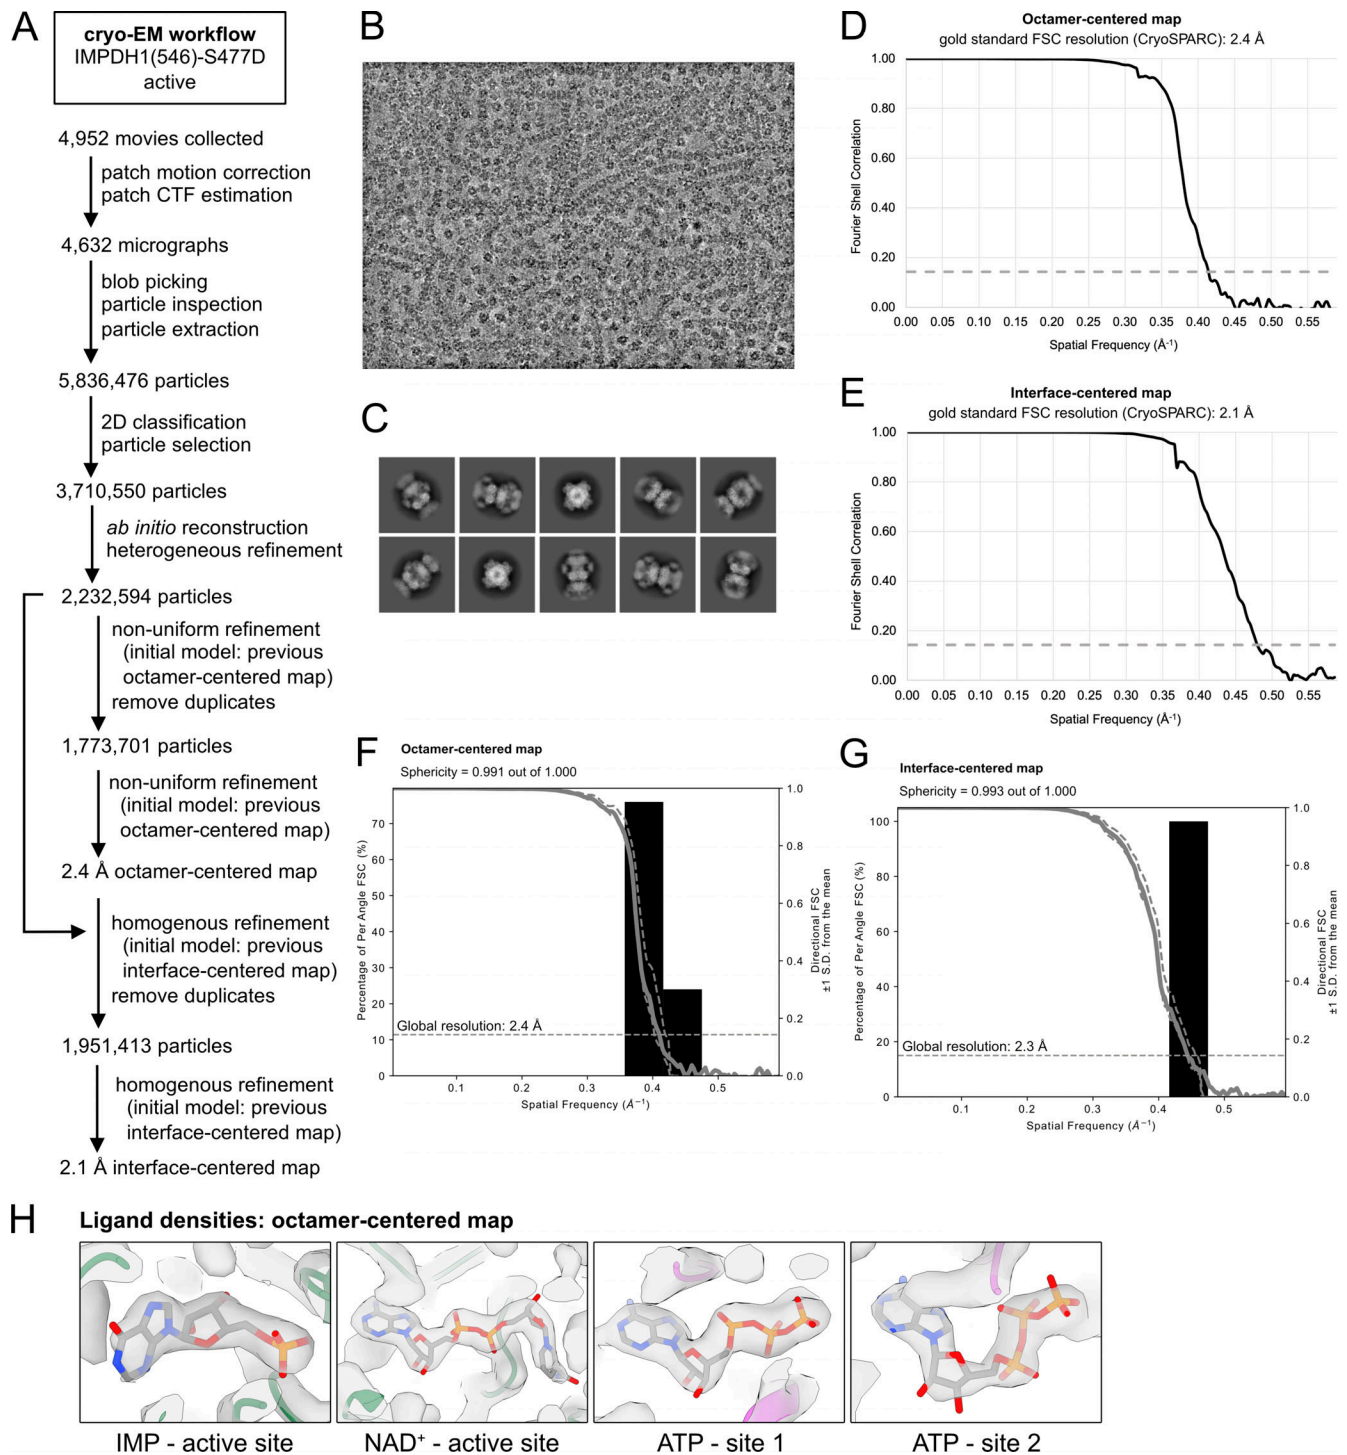 A
cryo-EM workflow
IMPDH1(546)-S477D
active
4,952 movies collected
patch motion correction
patch CTF estimation
4,632 micrographs
blob picking
particle inspection
particle extraction
5,836,476 particles
2D classification
particle selection
3,710,550 particles
ab initio reconstruction
heterogeneous refinement
2,232,594 particles
non-uniform refinement
(initial model: previous
octamer-centered map)
remove duplicates
1,773,701 particles
non-uniform refinement
(initial model: previous
octamer-centered map)
2.4 Å octamer-centered map
homogenous refinement
(initial model: previous
interface-centered map)
remove duplicates
1,951,413 particles
homogenous refinement
(initial model: previous
interface-centered map)
2.1 Å interface-centered map
B
C
D
Octamer-centered map
gold standard FSC resolution (CryoSPARC): 2.4 Å
Fourier Shell Correlation
1.00
0.80
0.60
0.40
0.20
0.00
0.00 0.05 0.10 0.15 0.20 0.25 0.30 0.35 0.40 0.45 0.50 0.55
Spatial Frequency (Å-1)
E
Interface-centered map
gold standard FSC resolution (CryoSPARC): 2.1 Å
Fourier Shell Correlation
1.00
0.80
0.60
0.40
0.20
0.00
0.00 0.05 0.10 0.15 0.20 0.25 0.30 0.35 0.40 0.45 0.50 0.55
Spatial Frequency (Å-1)
F
Octamer-centered map
Sphericity = 0.991 out of 1.000
Percentage of Per Angle FSC (%)
70
60
50
40
30
20
10
0
Global resolution: 2.4 Å
0.1 0.2 0.3 0.4 0.5
Spatial Frequency (Å−1)
1.0
0.8
0.6
0.4
0.2
0.0
Directional FSC
±1 S.D. from the mean
G
Interface-centered map
Sphericity = 0.993 out of 1.000
Percentage of Per Angle FSC (%)
100
80
60
40
20
0
Global resolution: 2.3 Å
0.1 0.2 0.3 0.4 0.5
Spatial Frequency (Å−1)
1.0
0.8
0.6
0.4
0.2
0.0
Directional FSC
±1 S.D. from the mean
H
Ligand densities: octamer-centered map
IMP - active site
NAD+ - active site
ATP - site 1
ATP - site 2